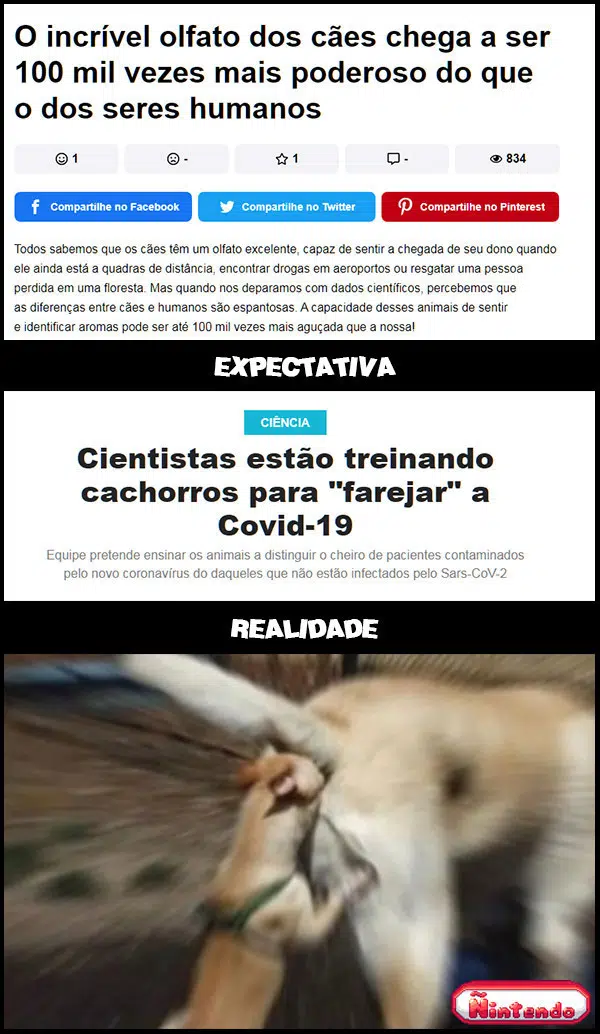 O incrível olfato dos cães chega a ser
100 mil vezes mais poderoso do que
o dos seres humanos
1 - 1 - 834
Compartilhe no Facebook Compartilhe no Twitter Compartilhe no Pinterest
Todos sabemos que os cães têm um olfato excelente, capaz de sentir a chegada de seu dono quando
ele ainda está a quadras de distância, encontrar drogas em aeroportos ou resgatar uma pessoa
perdida em uma floresta. Mas quando nos deparamos com dados científicos, percebemos que
as diferenças entre cães e humanos são espantosas. A capacidade desses animais de sentir
e identificar aromas pode ser até 100 mil vezes mais aguçada que a nossa!
EXPECTATIVA
CIÊNCIA
Cientistas estão treinando
cachorros para "farejar" a
Covid-19
Equipe pretende ensinar os animais a distinguir o cheiro de pacientes contaminados
pelo novo coronavírus do daqueles que não estão infectados pelo Sars-CoV-2
REALIDADE
Ñintendo